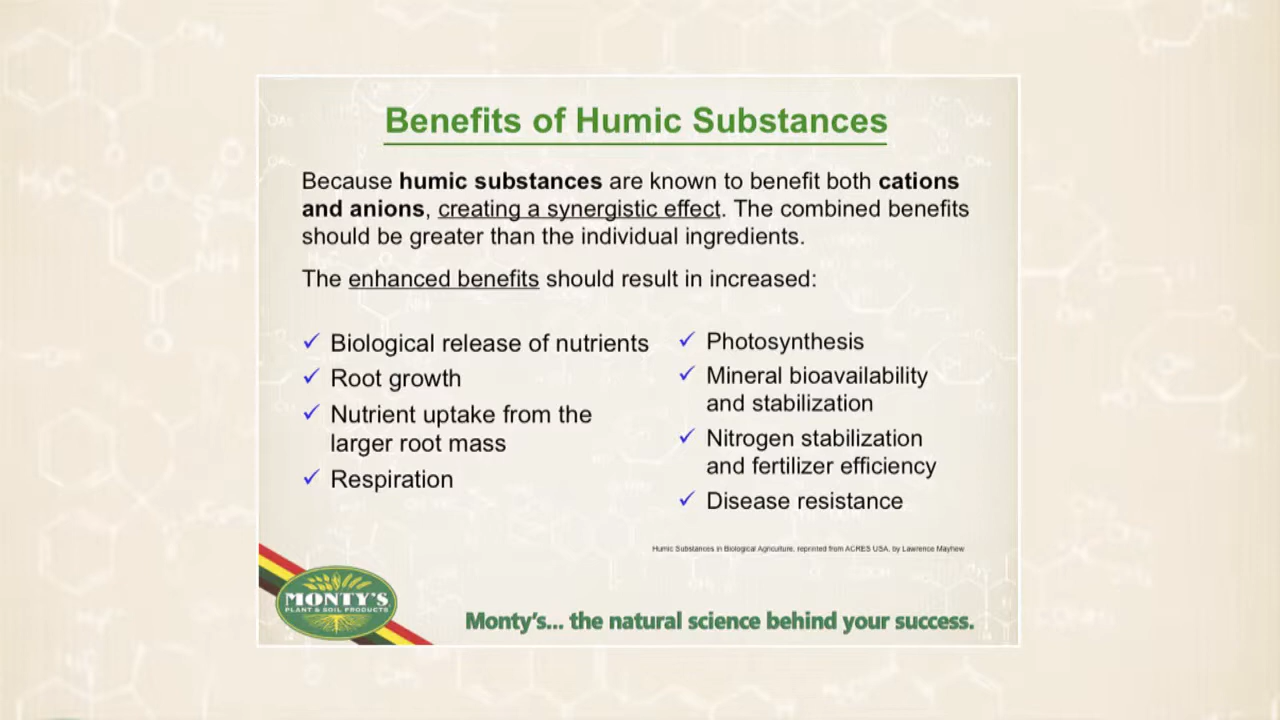 Benefits of Humic Substances
Because humic substances are known to benefit both cations
and anions, creating a synergistic effect. The combined benefits
should be greater than the individual ingredients.
The enhanced benefits should result in increased:
✓ Biological release of nutrients
✓ Root growth
✓ Nutrient uptake from the
larger root mass
✓ Respiration
✓ Photosynthesis
✓ Mineral bioavailability
and stabilization
✓ Nitrogen stabilization
and fertilizer efficiency
✓ Disease resistance
Humic Substances in Biological Agriculture, reprinted from ACRES USA, by Lawrence Mayhew
MONTY'S
PLANT & SOIL PRODUCTS
Monty's... the natural science behind your success.